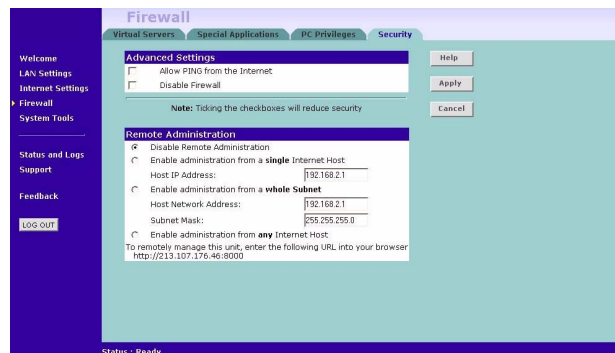 Firewall
Virtual Servers Special Applications PC Privileges Security
Welcome
LAN Settings
Internet Settings
Firewall
System Tools
Status and Logs
Support
Feedback
LOG OUT
Advanced Settings
Allow PING from the Internet
Disable Firewall
Note: Ticking the checkboxes will reduce security
Remote Administration
Disable Remote Administration
Enable administration from a single Internet Host
Host IP Address: 192.168.2.1
Enable administration from a whole Subnet
Host Network Address: 192.168.2.1
Subnet Mask: 255.255.255.0
Enable administration from any Internet Host
To remotely manage this unit, enter the following URL into your browser
http://213.107.176.46:8000
Help
Apply
Cancel
Status : Ready